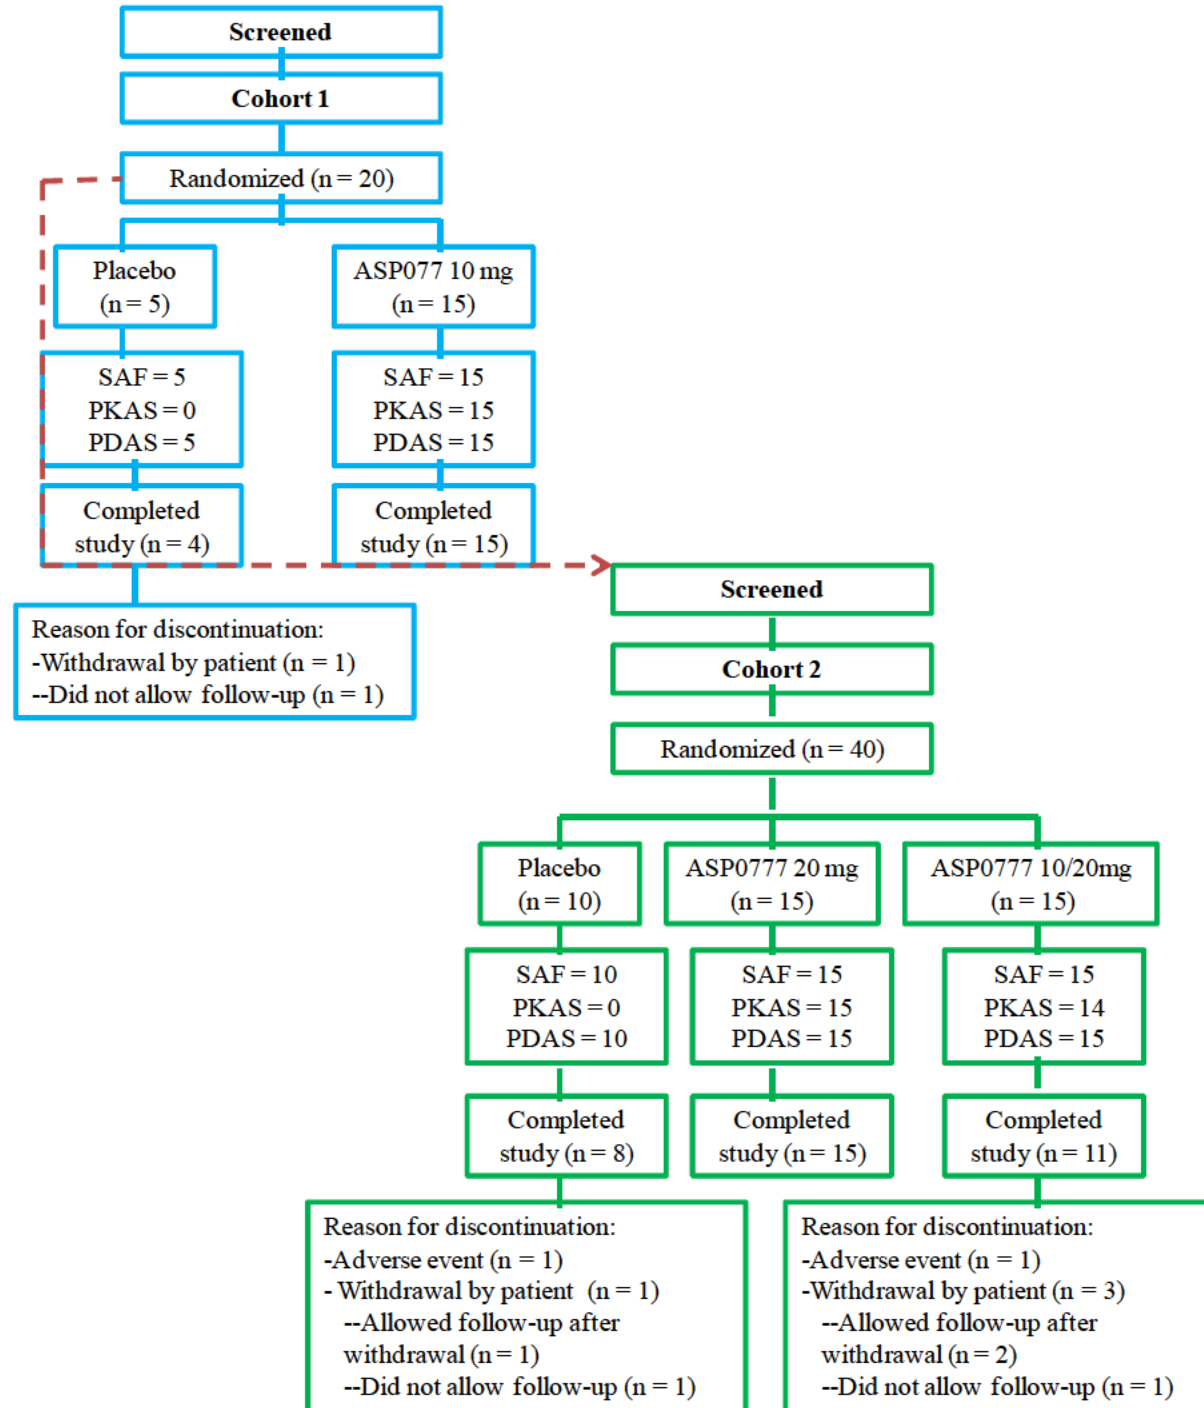 Screened
Cohort 1
Randomized (n = 20)
Placebo
(n = 5)
ASP077 10 mg
(n = 15)
SAF = 5
PKAS = 0
PDAS = 5
SAF = 15
PKAS = 15
PDAS = 15
Completed
study (n = 4)
Completed
study (n = 15)
Reason for discontinuation:
-Withdrawal by patient (n = 1)
--Did not allow follow-up (n = 1)
Screened
Cohort 2
Randomized (n = 40)
Placebo
(n = 10)
ASP0777 20 mg
(n = 15)
ASP0777 10/20mg
(n = 15)
SAF = 10
PKAS = 0
PDAS = 10
SAF = 15
PKAS = 15
PDAS = 15
SAF = 15
PKAS = 14
PDAS = 15
Completed
study (n = 8)
Completed
study (n = 15)
Completed
study (n = 11)
Reason for discontinuation:
-Adverse event (n = 1)
- Withdrawal by patient (n = 1)
--Allowed follow-up after
withdrawal (n = 1)
--Did not allow follow-up (n = 1)
Reason for discontinuation:
-Adverse event (n = 1)
-Withdrawal by patient (n = 3)
--Allowed follow-up after
withdrawal (n = 2)
--Did not allow follow-up (n = 1)